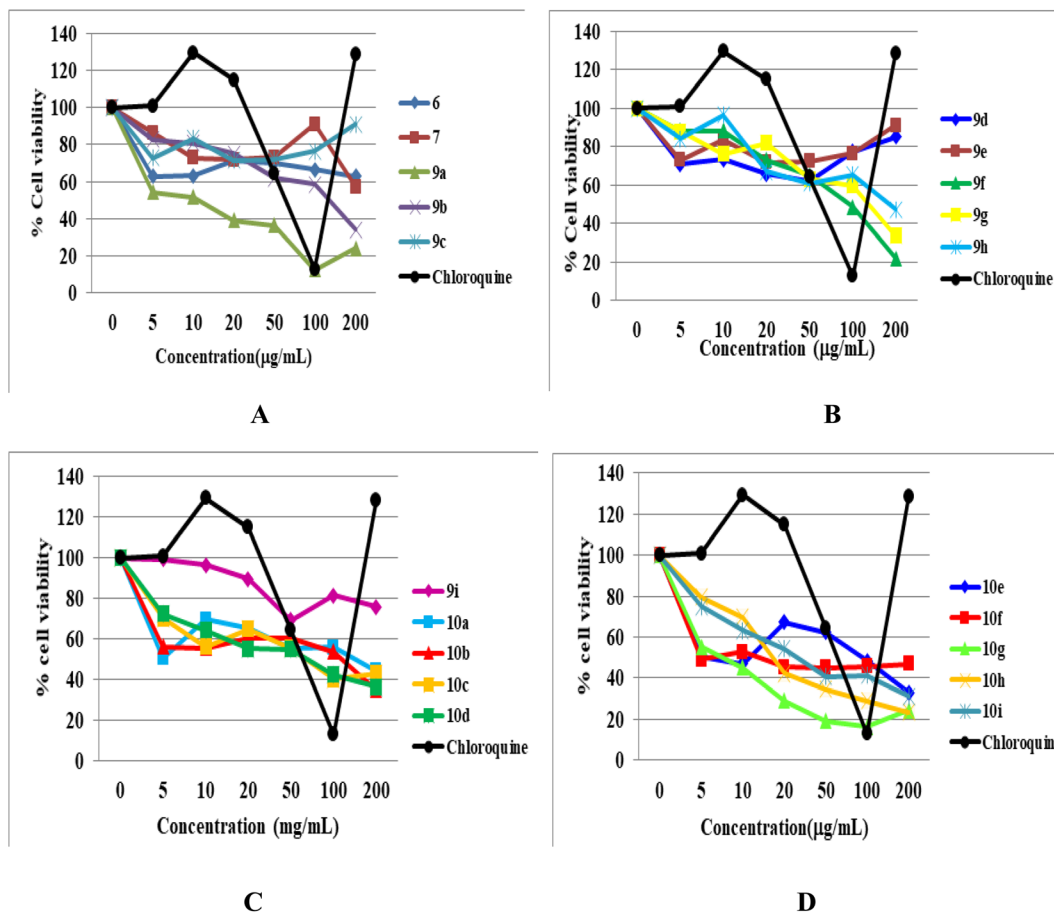 140
120
100
80
60
40
20
0
% Cell viability
0 5 10 20 50 100 200
Concentration(µg/mL)
6
7
9a
9b
9c
Chloroquine
A
140
120
100
80
60
40
20
0
% Cell viability
0 5 10 20 50 100 200
Concentration (µg/mL)
9d
9e
9f
9g
9h
Chloroquine
B
140
120
100
80
60
40
20
0
% cell viability
0 5 10 20 50 100 200
Concentration (mg/mL)
9i
10a
10b
10c
10d
Chloroquine
C
140
120
100
80
60
40
20
0
% cell viability
0 5 10 20 50 100 200
Concentration(µg/mL)
10e
10f
10g
10h
10i
Chloroquin
D